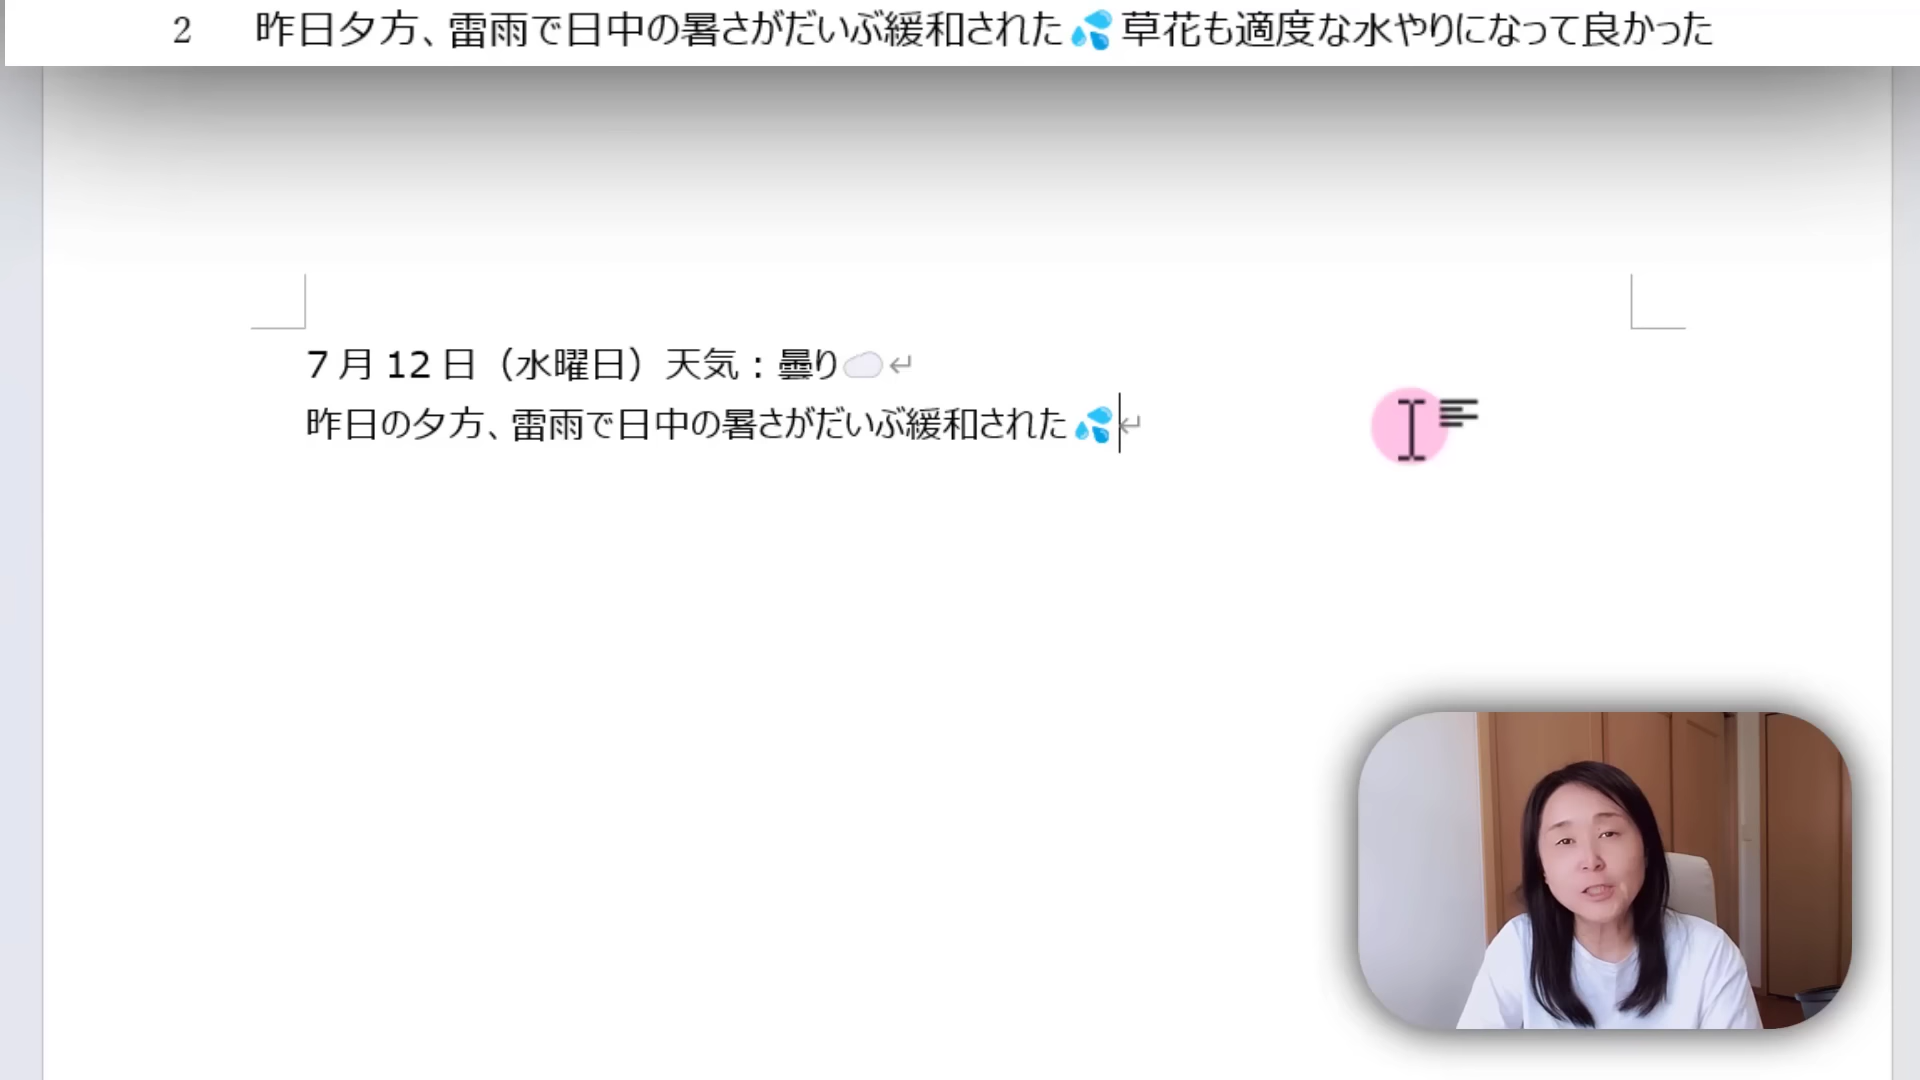 2 昨日夕方、雷雨で日中の暑さがだいぶ緩和された💦草花も適度な水やりになって良かった
7月12日（水曜日）天気：曇り☁↵
昨日の夕方、雷雨で日中の暑さがだいぶ緩和された💦↵